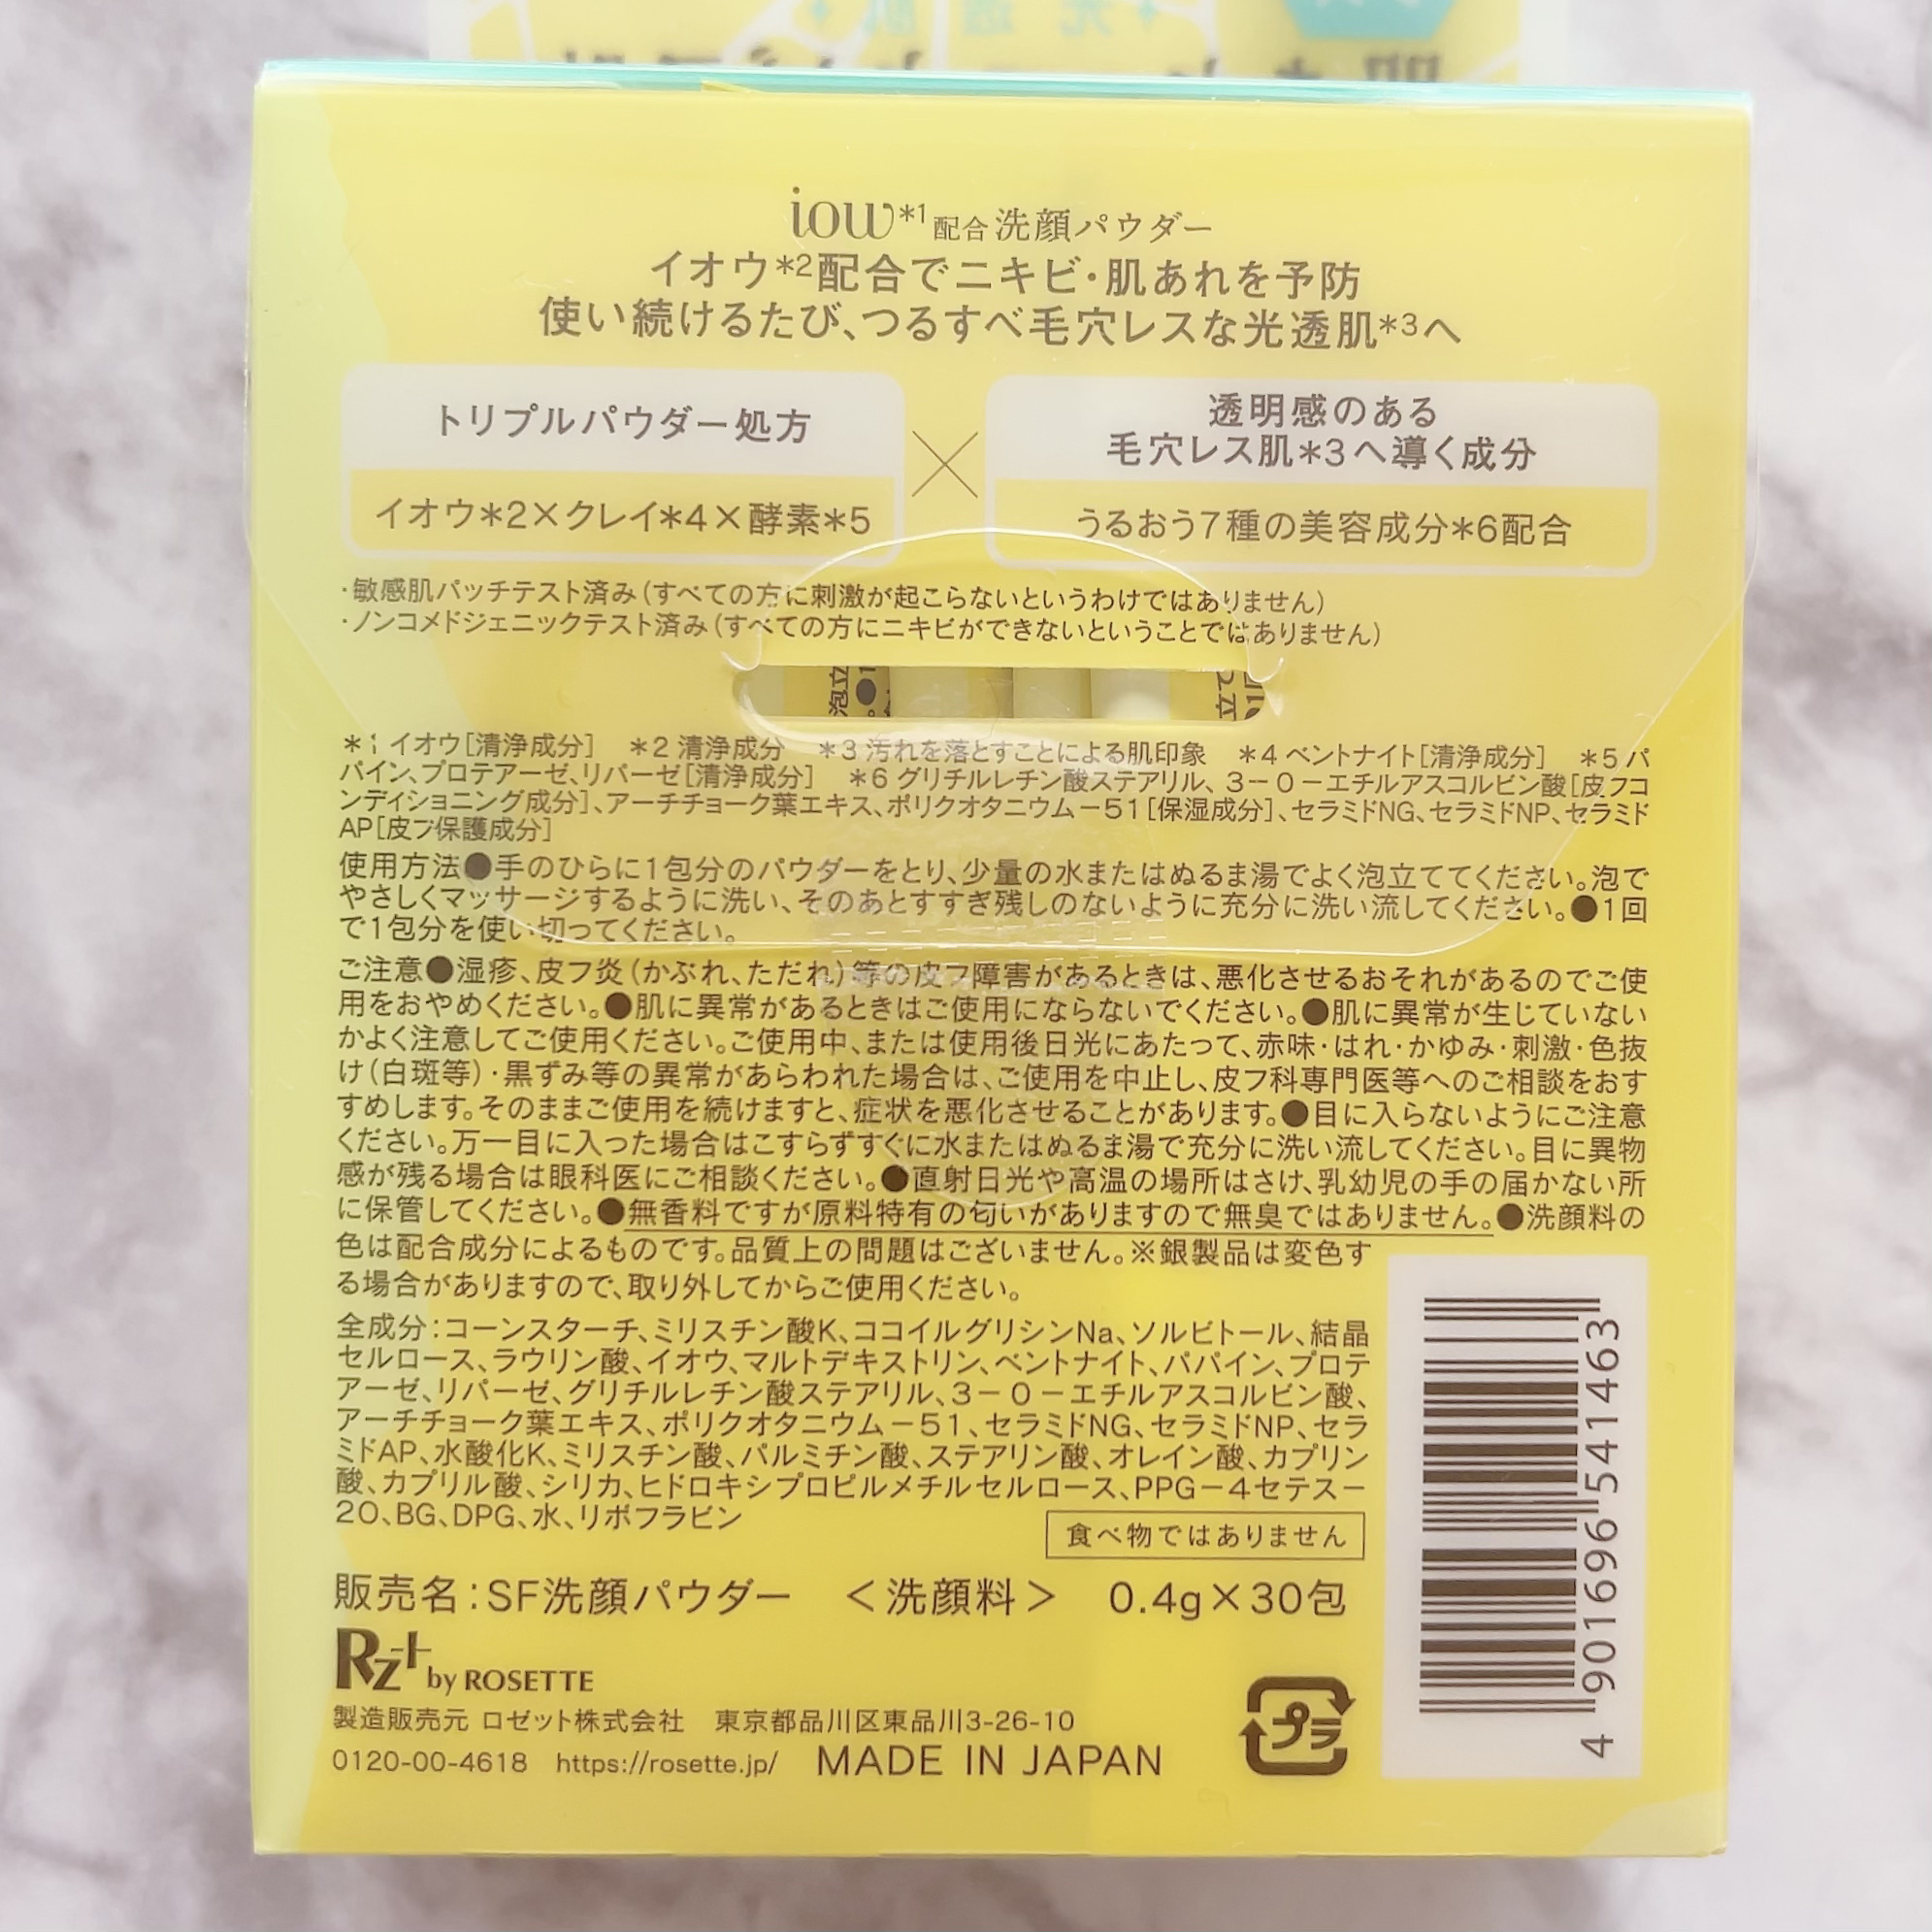 iow*1配合洗顔パウダー
イオウ*2配合でニキビ・肌あれを予防
使い続けるたび、つるすべ毛穴レスな光透肌*3へ
トリプルパウダー処方
イオウ*2×クレイ*4×酵素*5
×
透明感のある
毛穴レス肌*3へ導く成分
うるおう7種の美容成分*6配合
・敏感肌パッチテスト済み(すべての方に刺激が起こらないというわけではありません)
・ノンコメドジェニックテスト済み(すべての方にニキビができないということではありません)
*1 イオウ[清浄成分] *2 清浄成分 *3 汚れを落とすことによる肌印象 *4 ベントナイト[清浄成分] *5 パ
パイン、プロテアーゼ、リパーゼ[清浄成分] *6 グリチルレチン酸ステアリル、3-O-エチルアスコルビン酸[皮フコ
ンディショニング成分]、アーチチョーク葉エキス、ポリクオタニウム-51[保湿成分]、セラミドNG、セラミドNP、セラミド
AP[皮フ保護成分]
使用方法●手のひらに1包分のパウダーをとり、少量の水またはぬるま湯でよく泡立ててください。泡で
やさしくマッサージするように洗い、そのあとすすぎ残しのないように充分に洗い流してください。●1回
で1包分を使い切ってください。
ご注意●湿疹、皮フ炎(かぶれ、ただれ)等の皮フ障害があるときは、悪化させるおそれがあるのでご使
用をおやめください。●肌に異常があるときはご使用にならないでください。●肌に異常が生じていない
かよく注意してご使用ください。ご使用中、または使用後日光にあたって、赤味・はれ・かゆみ・刺激・色抜
け(白斑等)・黒ずみ等の異常があらわれた場合は、ご使用を中止し、皮フ科専門医等へのご相談をおす
すめします。そのままご使用を続けますと、症状を悪化させることがあります。●目に入らないようにご注意
ください。万一目に入った場合はこすらずすぐに水またはぬるま湯で充分に洗い流してください。目に異物
感が残る場合は眼科医にご相談ください。●直射日光や高温の場所はさけ、乳幼児の手の届かない所
に保管してください。●無香料ですが原料特有の匂いがありますので無臭ではありません。●洗顔料の
色は配合成分によるものです。品質上の問題はございません。※銀製品は変色す
る場合がありますので、取り外してからご使用ください。
全成分:コーンスターチ、ミリスチン酸K、ココイルグリシンNa、ソルビトール、結晶
セルロース、ラウリン酸、イオウ、マルトデキストリン、ベントナイト、パパイン、プロテ
アーゼ、リパーゼ、グリチルレチン酸ステアリル、3-O-エチルアスコルビン酸、
アーチチョーク葉エキス、ポリクオタニウム-51、セラミドNG、セラミドNP、セラ
ミドAP、水酸化K、ミリスチン酸、パルミチン酸、ステアリン酸、オレイン酸、カプリン
酸、カプリル酸、シリカ、ヒドロキシプロピルメチルセルロース、PPG-4セテス-
20、BG、DPG、水、リボフラビン
食べ物ではありません
販売名:SF洗顔パウダー <洗顔料> 0.4g×30包
Rz+ by ROSETTE
製造販売元 ロゼット株式会社 東京都品川区東品川3-26-10
0120-00-4618 https://rosette.jp/ MADE IN JAPAN
プラ
4901696541463